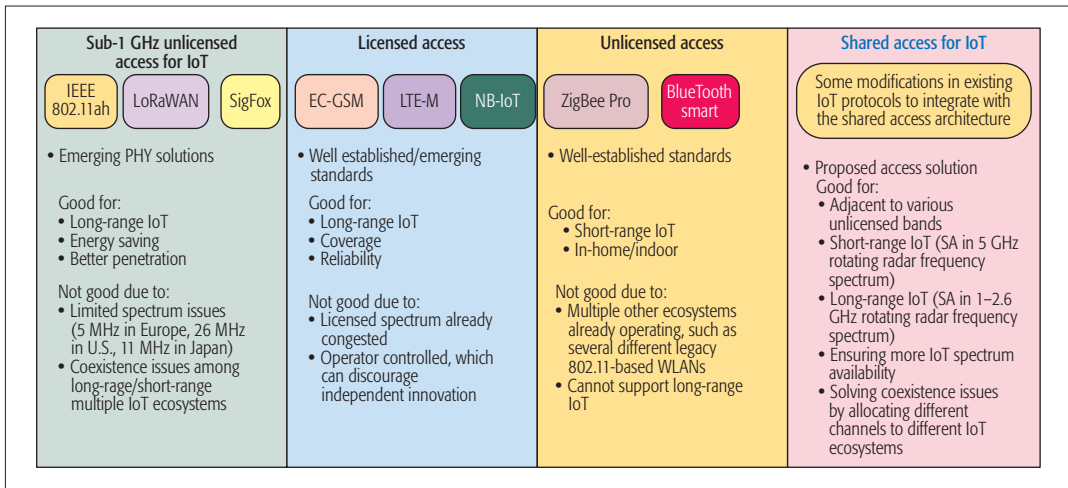 Sub-1 GHz unlicensed
access for IoT
IEEE
802.11ah
LoRaWAN
SigFox
• Emerging PHY solutions
Good for:
• Long-range IoT
• Energy saving
• Better penetration
Not good due to:
• Limited spectrum issues
(5 MHz in Europe, 26 MHz
in U.S., 11 MHz in Japan)
• Coexistence issues among
long-rage/short-range
multiple IoT ecosystems
Licensed access
EC-GSM
LTE-M
NB-IoT
• Well established/emerging
standards
Good for:
• Long-range IoT
• Coverage
• Reliability
Not good due to:
• Licensed spectrum already
congested
• Operator controlled, which
can discourage
independent innovation
Unlicensed access
ZigBee Pro
BlueTooth
smart
• Well-established standards
Good for:
• Short-range IoT
• In-home/indoor
Not good due to:
• Multiple other ecosystems
already operating, such as
several different legacy
802.11-based WLANs
• Cannot support long-range
IoT
Shared access for IoT
Some modifications in existing
IoT protocols to integrate with
the shared access architecture
• Proposed access solution
Good for:
• Adjacent to various
unlicensed bands
• Short-range IoT (SA in 5 GHz
rotating radar frequency
spectrum)
• Long-range IoT (SA in 1–2.6
GHz rotating radar frequency
spectrum)
• Ensuring more IoT spectrum
availability
• Solving coexistence issues
by allocating different
channels to different IoT
ecosystems